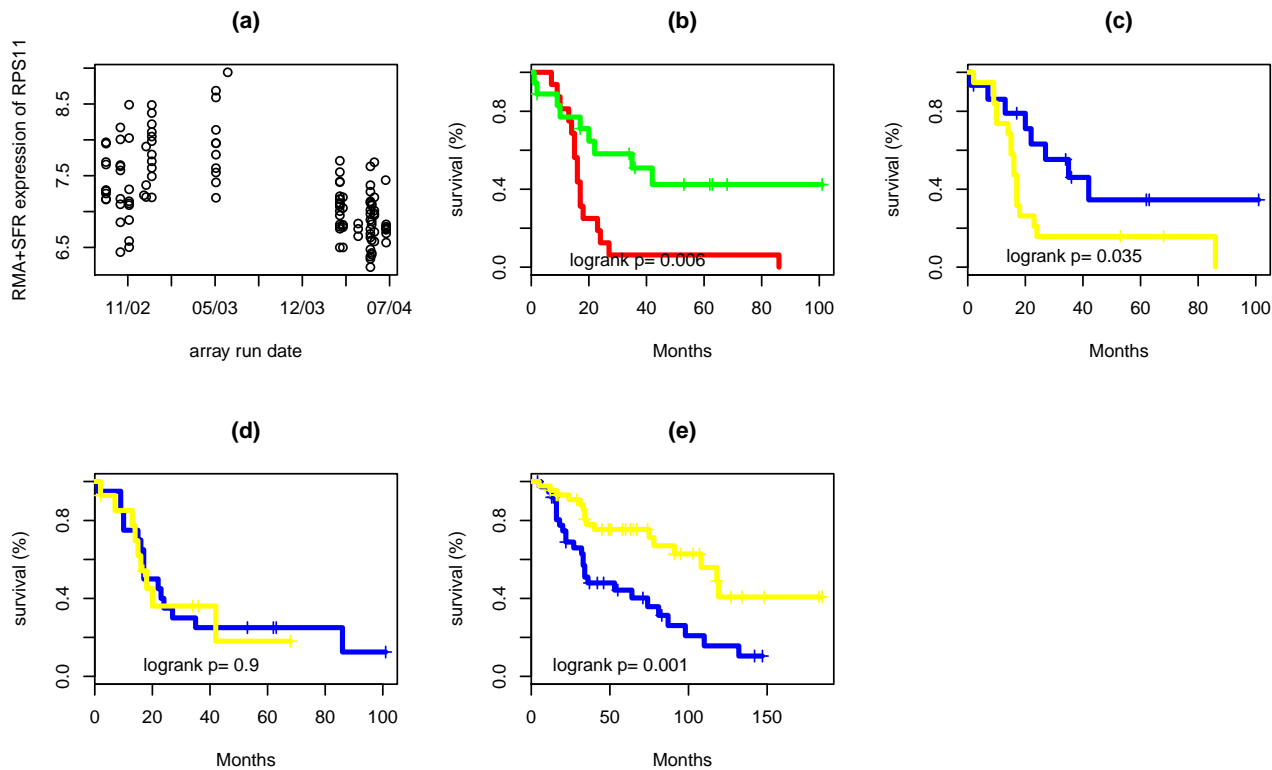 (a)
RMA+SFR expression of RPS11
8.5
7.5
6.5
11/02 05/03 12/03 07/04
array run date
(b)
survival (%)
0.8
0.4
0.0
logrank p= 0.006
0 20 40 60 80 100
Months
(c)
survival (%)
0.8
0.4
0.0
logrank p= 0.035
0 20 40 60 80 100
Months
(d)
survival (%)
0.8
0.4
0.0
logrank p= 0.9
0 20 40 60 80 100
Months
(e)
survival (%)
0.8
0.4
0.0
logrank p= 0.001
0 50 100 150
Months